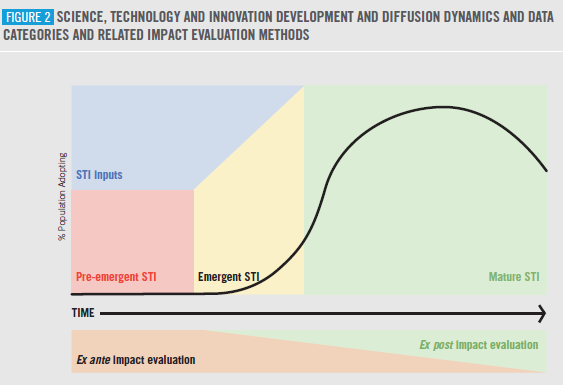 FIGURE 2 SCIENCE, TECHNOLOGY AND INNOVATION DEVELOPMENT AND DIFFUSION DYNAMICS AND DATA
CATEGORIES AND RELATED IMPACT EVALUATION METHODS
% Population Adopting
STI Inputs
Pre-emergent STI
Emergent STI
Mature STI
TIME
Ex post impact evaluation
Ex ante impact evaluation